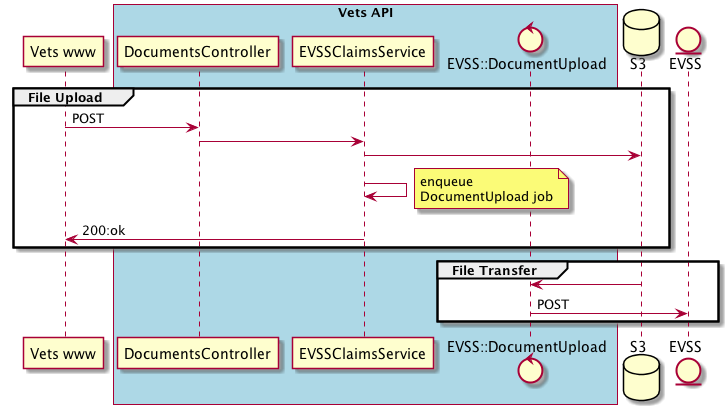 Vets API
Vets www
DocumentsController
EVSSClaimsService
EVSS::DocumentUpload
S3
EVSS
File Upload
POST
enqueue
DocumentUpload job
200:ok
File Transfer
POST
Vets www
DocumentsController
EVSSClaimsService
EVSS::DocumentUpload
S3
EVSS